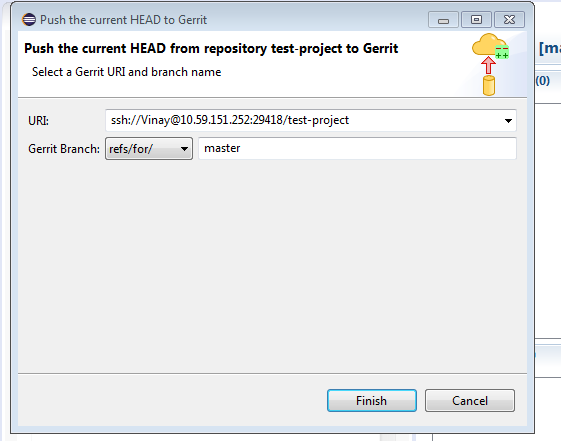 Push the current HEAD to Gerrit
Push the current HEAD from repository test-project to Gerrit
Select a Gerrit URI and branch name
[ma
(0)
URI: ssh://Vinay@10.59.151.252:29418/test-project
Gerrit Branch: refs/for/ master
Finish Cancel